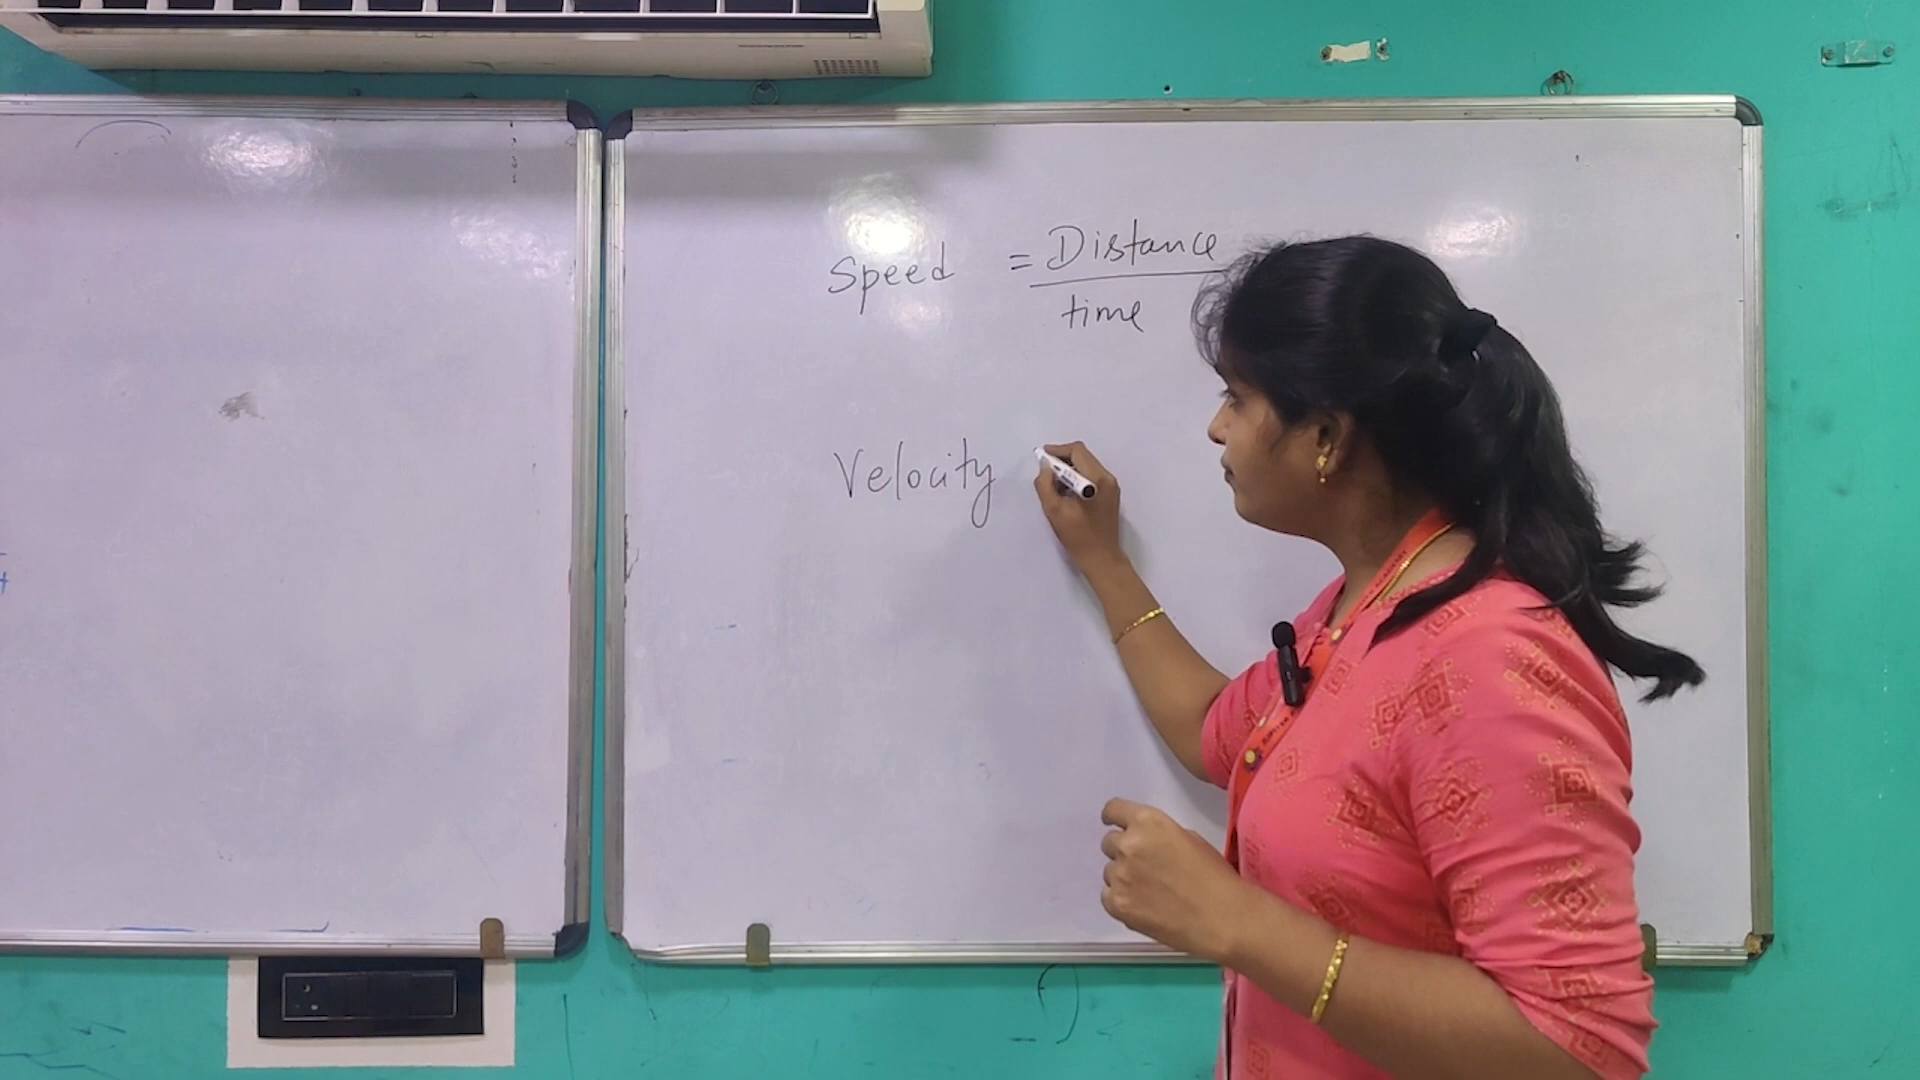 Speed = Distance
time
Velocity